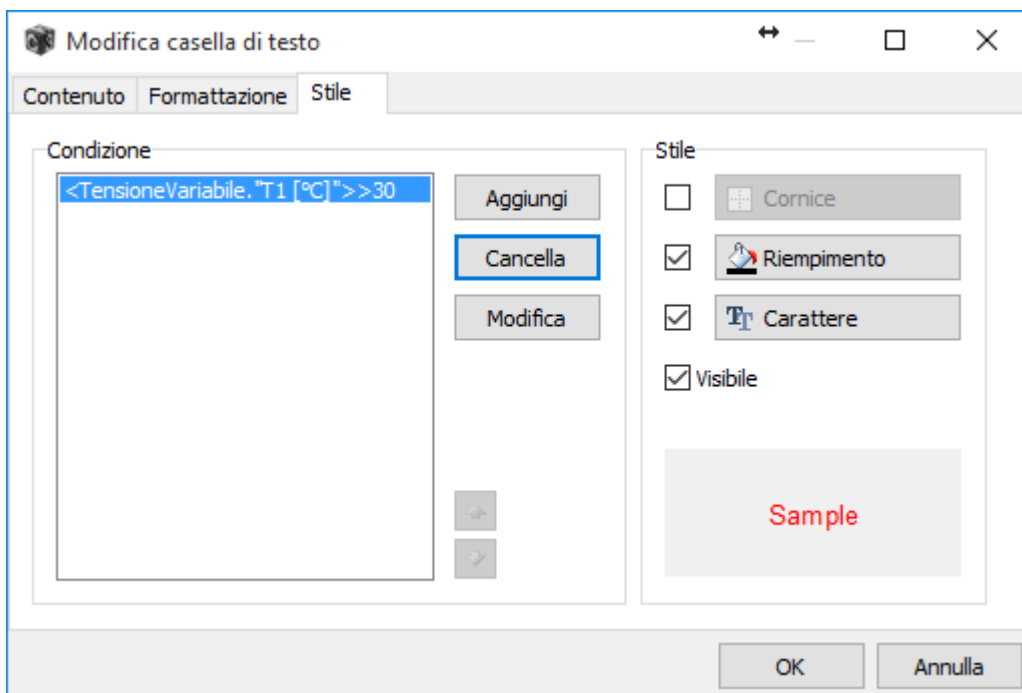 Modifica casella di testo
Contenuto Formattazione Stile
Condizione
<TensioneVariabile."T1 [°C]">>30
Aggiungi
Cancella
Modifica
Stile
Cornice
Riempimento
Carattere
Visibile
Sample
OK Annulla